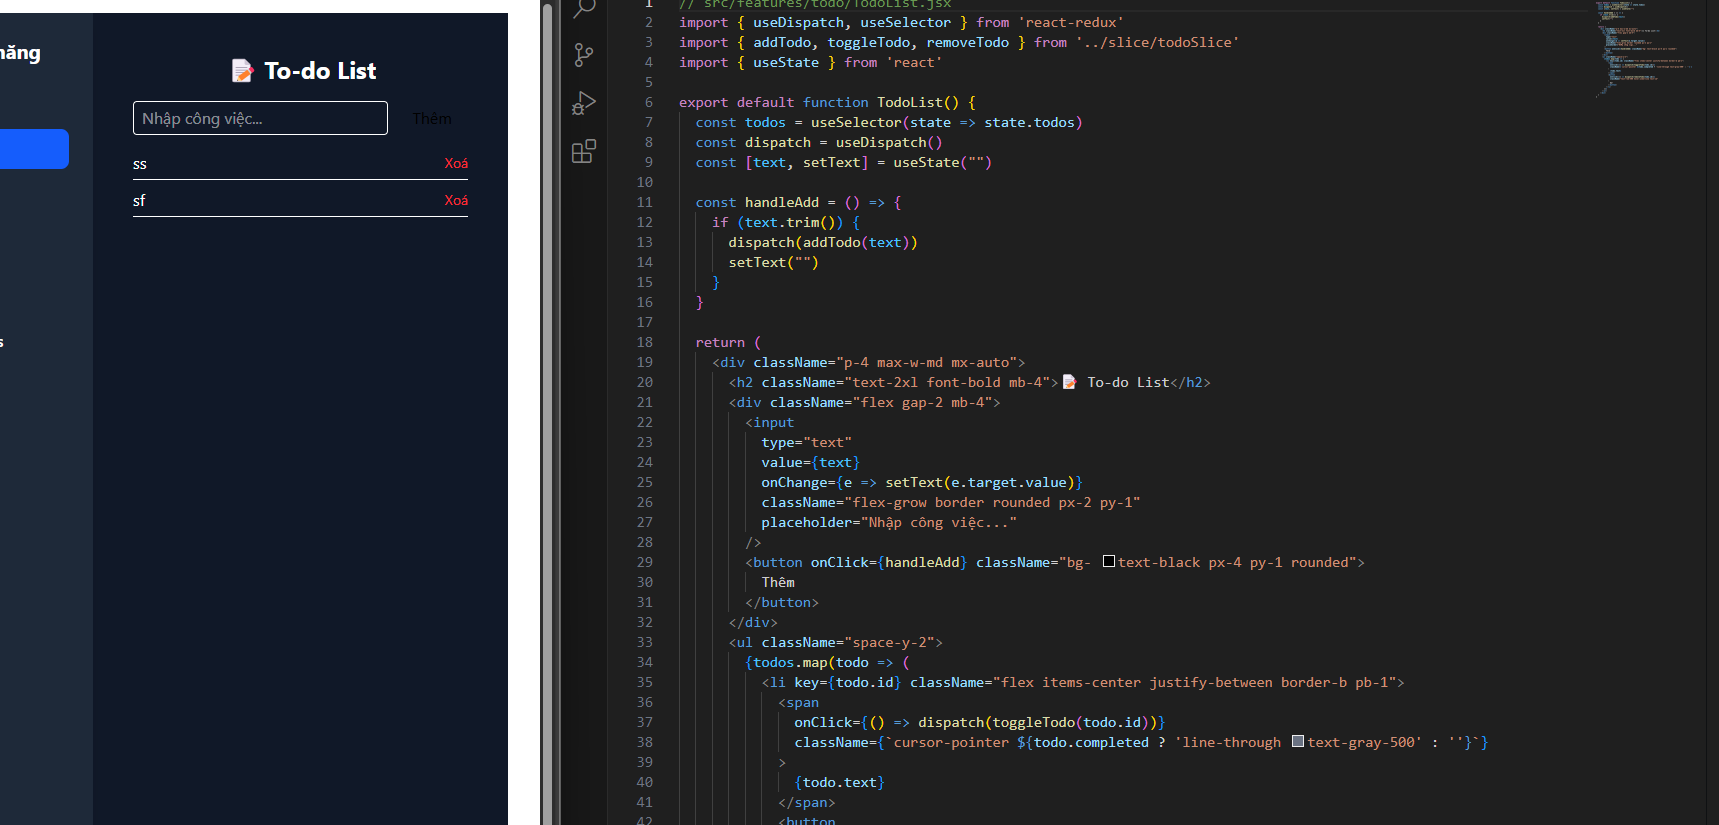 năng
📝 To-do List
Nhập công việc...
Thêm
ss
Xoá
sf
Xoá
s
1 // src/features/todo/TodoList.jsx
2 import { useDispatch, useSelector } from 'react-redux'
3 import { addTodo, toggleTodo, removeTodo } from '../slice/todoSlice'
4 import { useState } from 'react'
5
6 export default function TodoList() {
7 const todos = useSelector(state => state.todos)
8 const dispatch = useDispatch()
9 const [text, setText] = useState("")
10
11 const handleAdd = () => {
12 if (text.trim()) {
13 dispatch(addTodo(text))
14 setText("")
15 }
16 }
17
18 return (
19 <div className="p-4 max-w-md mx-auto">
20 <h2 className="text-2xl font-bold mb-4">📝 To-do List</h2>
21 <div className="flex gap-2 mb-4">
22 <input
23 type="text"
24 value={text}
25 onChange={e => setText(e.target.value)}
26 className="flex-grow border rounded px-2 py-1"
27 placeholder="Nhập công việc..."
28 />
29 <button onClick={handleAdd} className="bg- text-black px-4 py-1 rounded">
30 Thêm
31 </button>
32 </div>
33 <ul className="space-y-2">
34 {todos.map(todo => (
35 <li key={todo.id} className="flex items-center justify-between border-b pb-1">
36 <span
37 onClick={() => dispatch(toggleTodo(todo.id))}
38 className={`cursor-pointer ${todo.completed ? 'line-through text-gray-500' : ''}`}
39 >
40 {todo.text}
41 </span>
42 <button